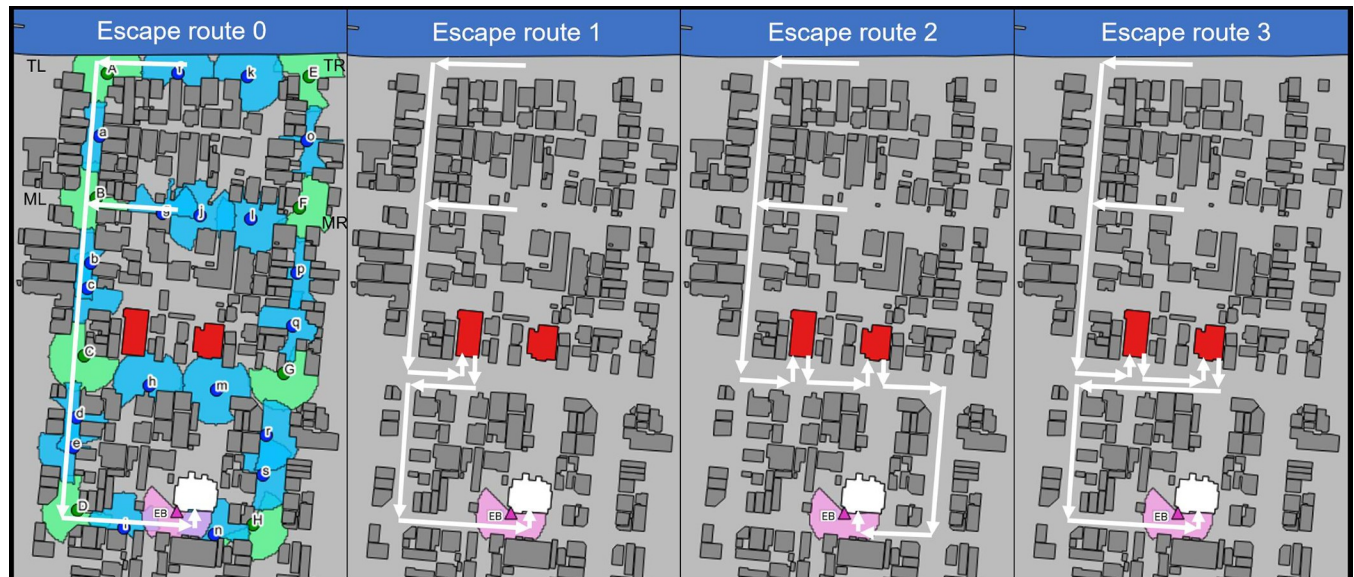 Escape route 0
Escape route 1
Escape route 2
Escape route 3
TL
A
k
E
TR
a
o
ML
B
g
j
l
F
MR
b
c
p
q
C
h
m
G
d
e
r
s
D
EB
n
H
EB
EB
EB